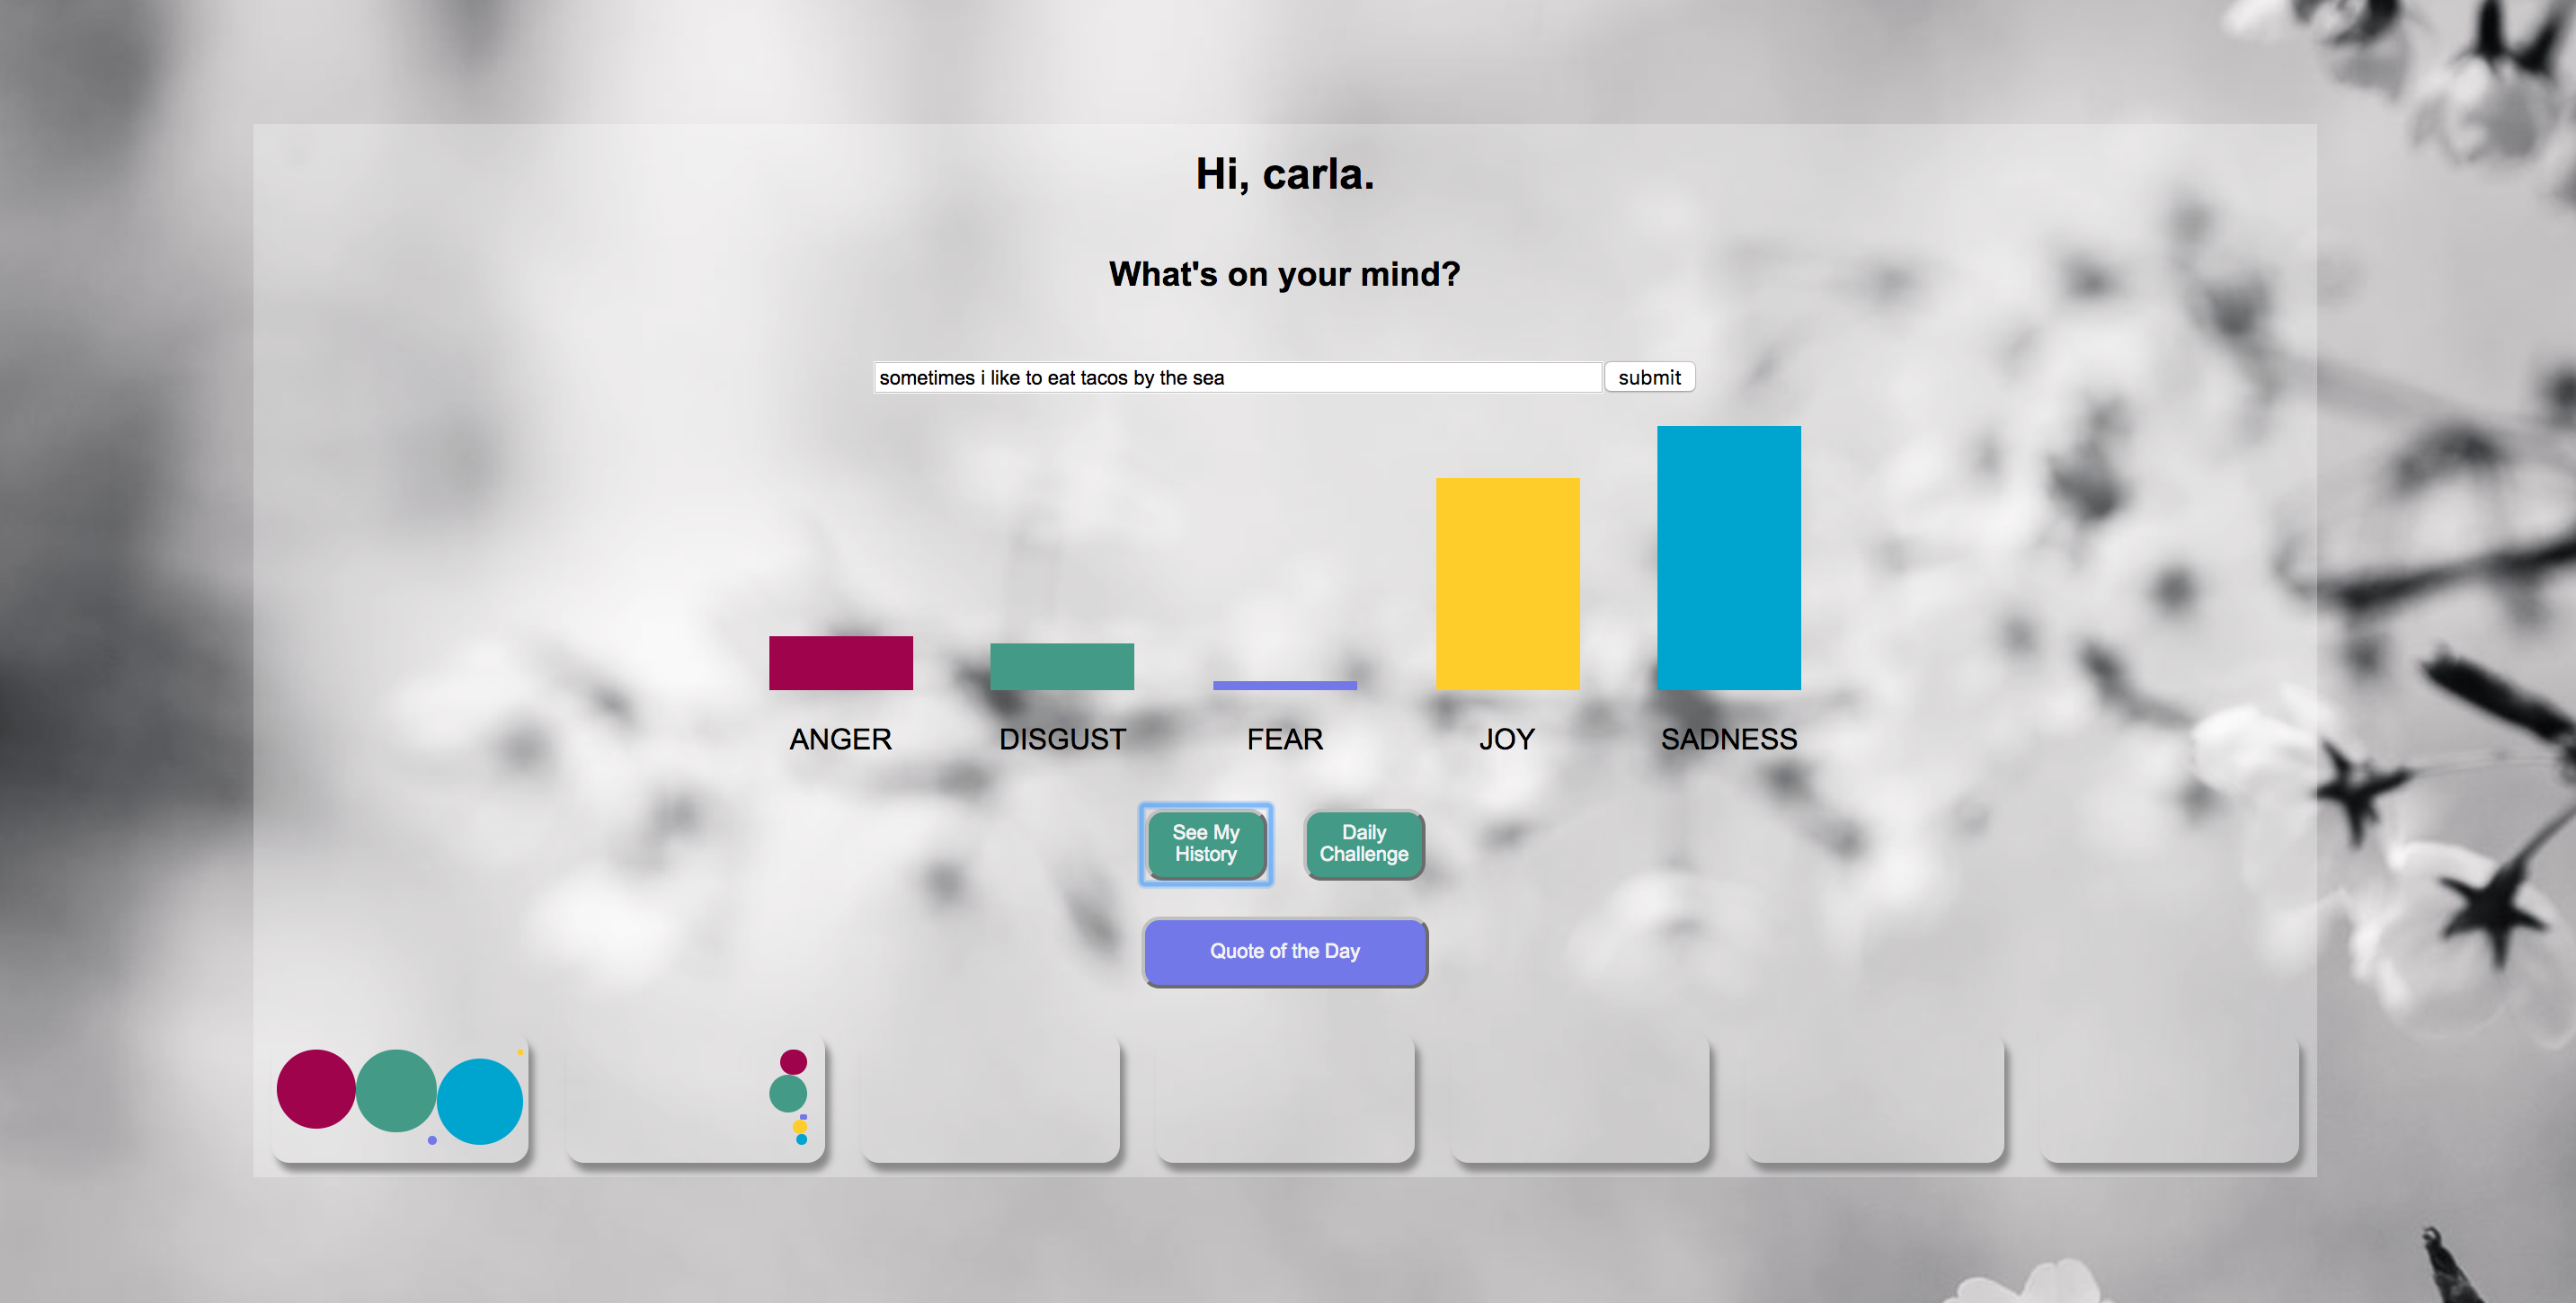 Hi, carla.
What's on your mind?
sometimes i like to eat tacos by the sea submit
ANGER DISGUST FEAR JOY SADNESS
See My
History
Daily
Challenge
Quote of the Day